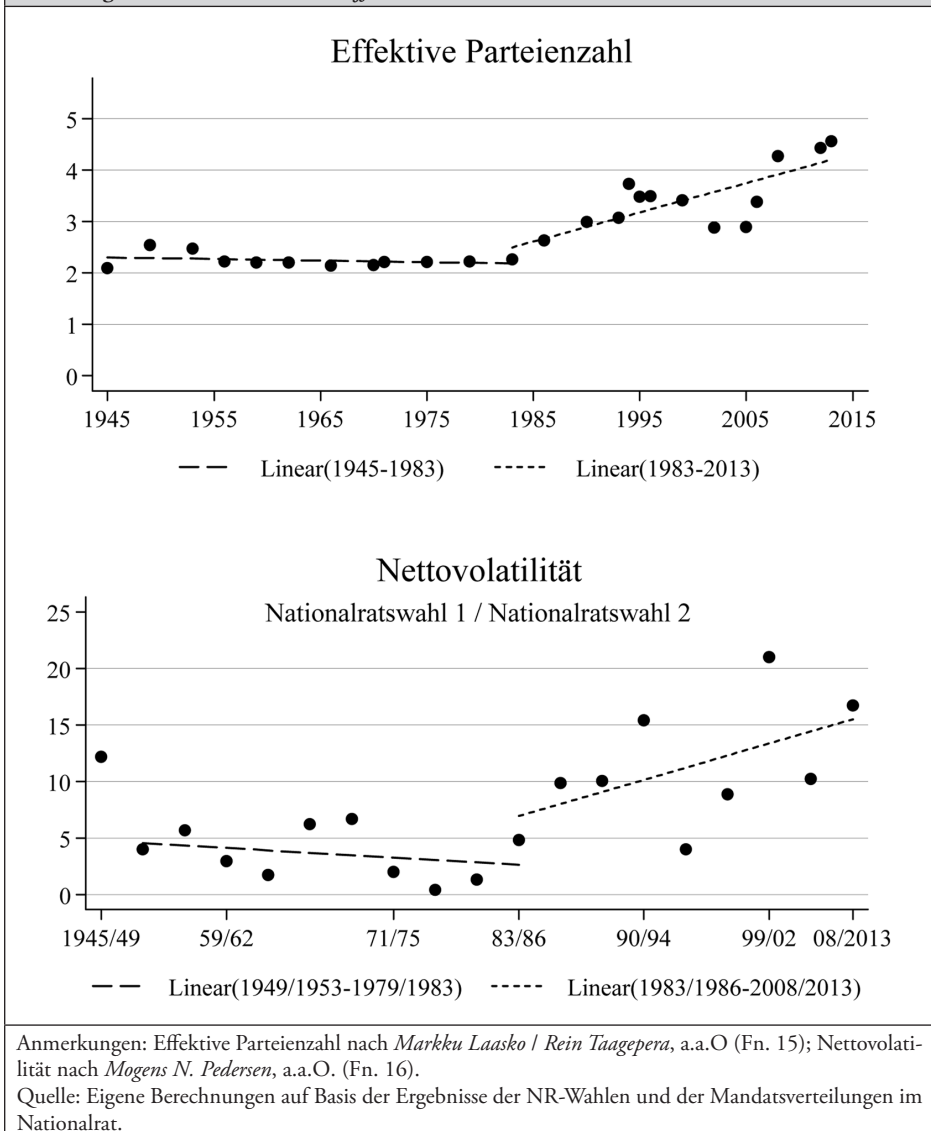 Effektive Parteienzahl
5
4
3
2
1
0
1945 1955 1965 1975 1985 1995 2005 2015
Linear(1945-1983) Linear(1983-2013)
Nettovolatilität
Nationalratswahl 1 / Nationalratswahl 2
25
20
15
10
5
0
1945/49 59/62 71/75 83/86 90/94 99/02 08/2013
Linear(1949/1953-1979/1983) Linear(1983/1986-2008/2013)
Anmerkungen: Effektive Parteienzahl nach Markku Laasko / Rein Taagepera, a.a.O (Fn. 15); Nettovolati-
lität nach Mogens N. Pedersen, a.a.O. (Fn. 16).
Quelle: Eigene Berechnungen auf Basis der Ergebnisse der NR-Wahlen und der Mandatsverteilungen im
Nationalrat.